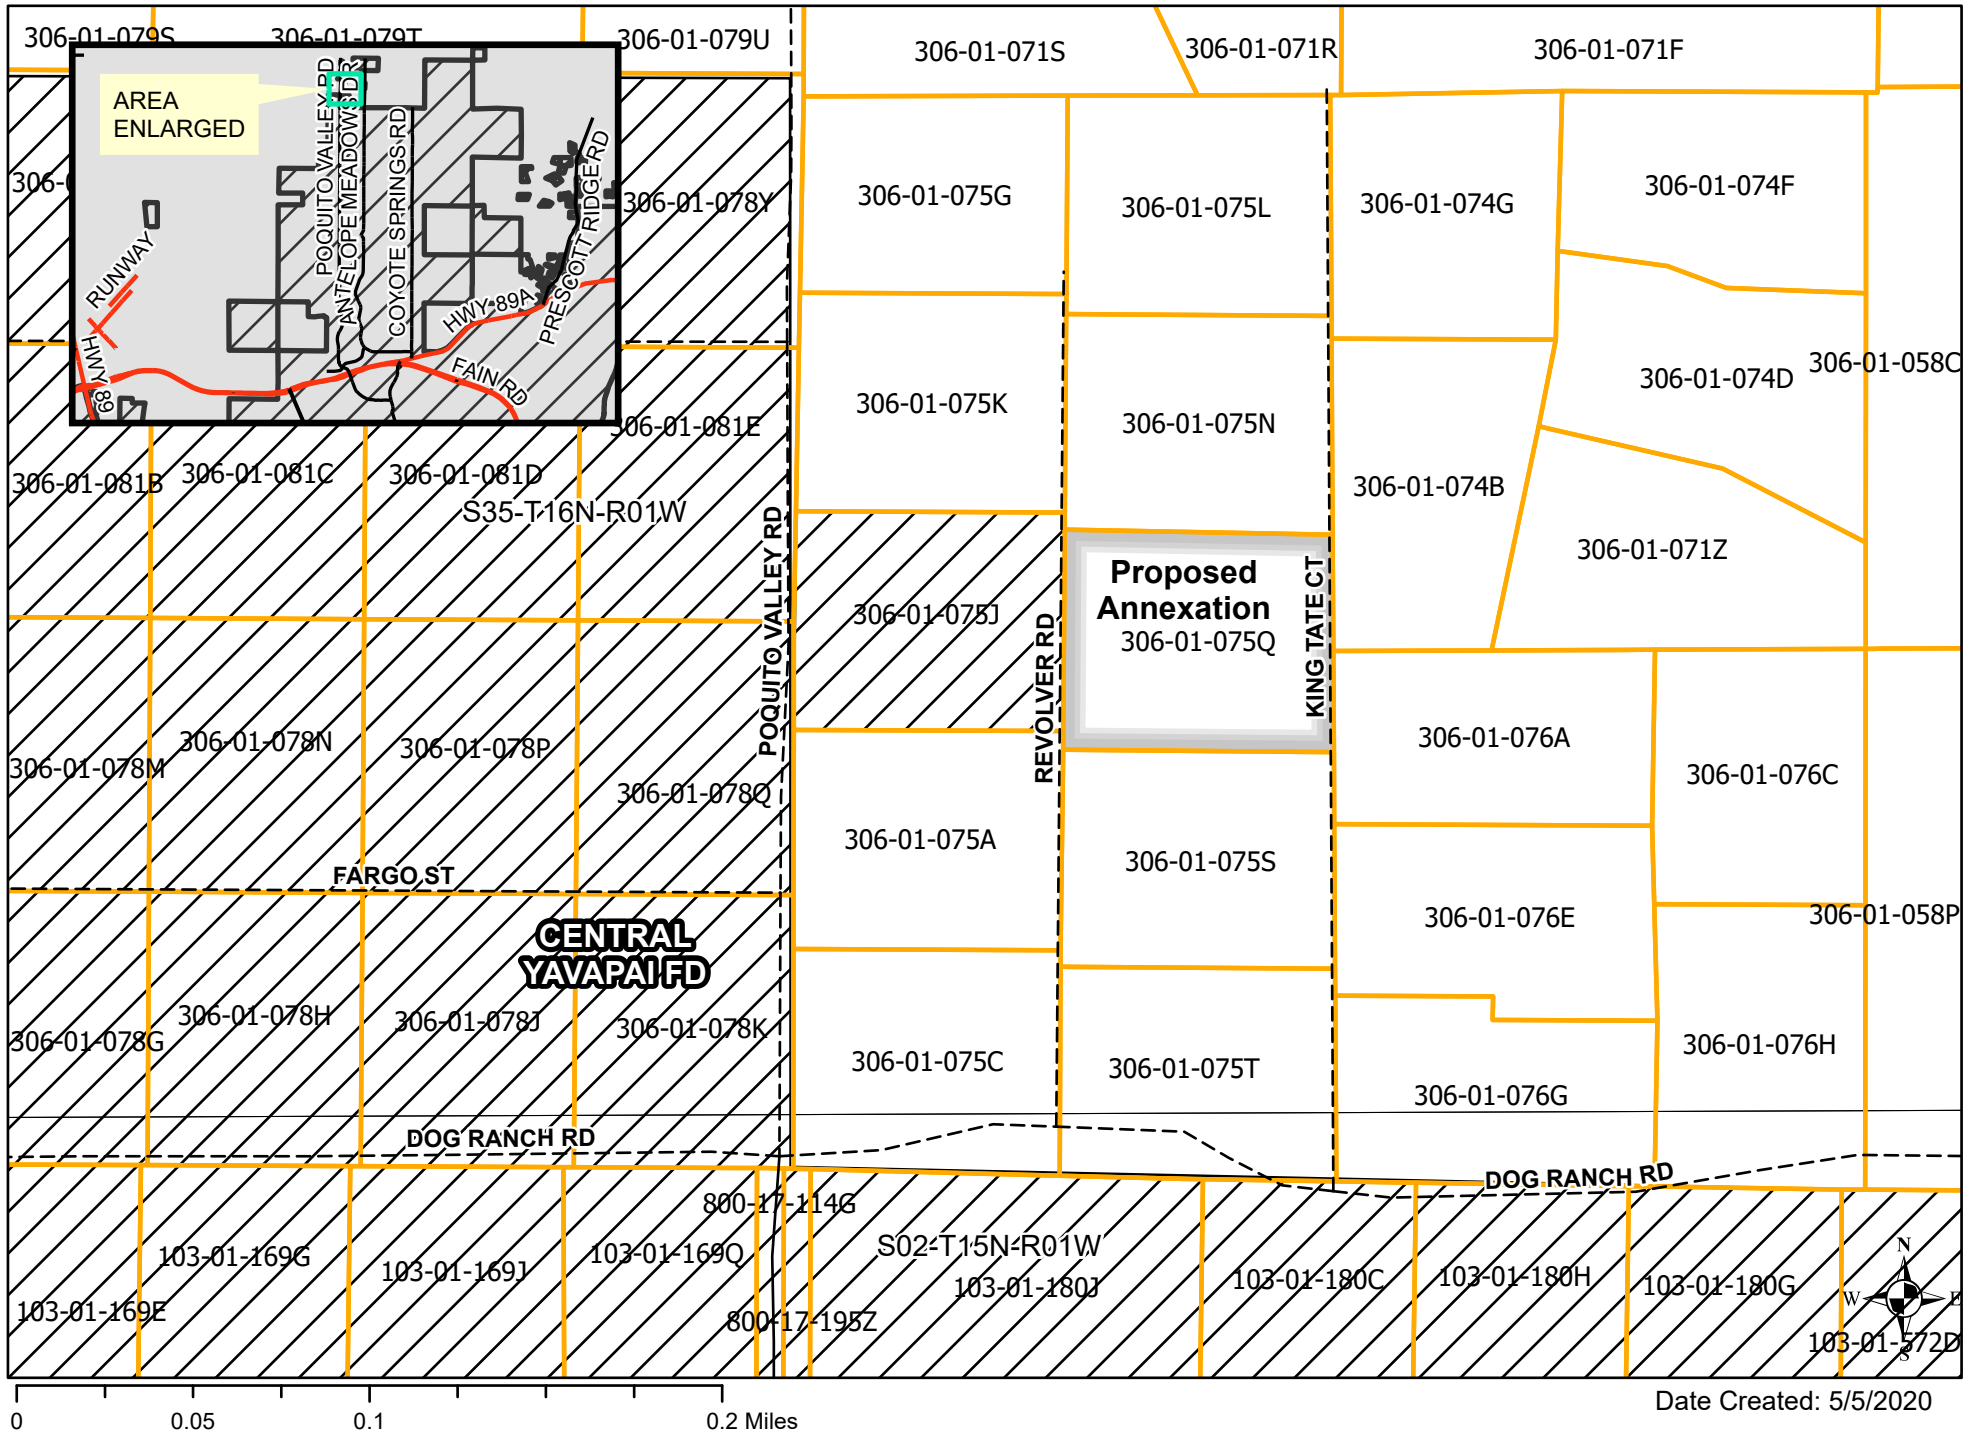 306-01-079S
306-01-079T
306-01-079U
306-01-071S
306-01-071R
306-01-071F
AREA
ENLARGED
POQUITO VALLEY RD
ANTELOPE MEADOWS DR
COYOTE SPRINGS RD
PRESCOTT RIDGE RD
RUNWAY
HWY 89A
HWY 89
FAIN RD
306-01-078Y
306-01-075G
306-01-075L
306-01-074G
306-01-074F
306-01-075K
306-01-075N
306-01-074D
306-01-058C
306-01-081E
306-01-081B
306-01-081C
306-01-081D
S35-T16N-R01W
306-01-074B
306-01-071Z
POQUITO VALLEY RD
306-01-075J
REVOLVER RD
Proposed
Annexation
306-01-075Q
KING TATE CT
306-01-078M
306-01-078N
306-01-078P
306-01-078Q
306-01-076A
306-01-076C
306-01-075A
306-01-075S
FARGO ST
306-01-076E
306-01-058P
CENTRAL
YAVAPAI FD
306-01-078G
306-01-078H
306-01-078J
306-01-078K
306-01-075C
306-01-075T
306-01-076G
306-01-076H
DOG RANCH RD
DOG RANCH RD
800-17-114G
103-01-169E
103-01-169G
103-01-169J
103-01-169Q
S02-T15N-R01W
103-01-180J
103-01-180C
103-01-180H
103-01-180G
800-17-195Z
103-01-572D
N
W
E
S
0 0.05 0.1 0.2 Miles
Date Created: 5/5/2020